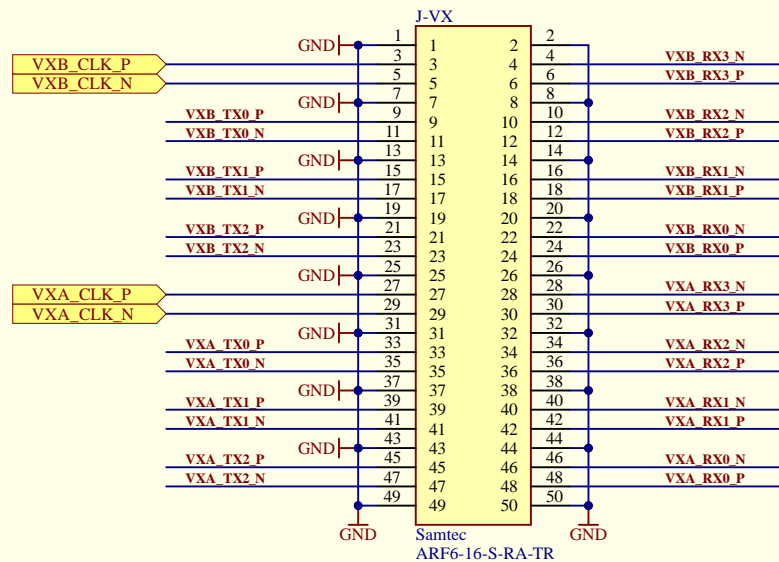 J-VX
GND 1 1 2 2
VXB_CLK_P 3 3 4 4 VXB_RX3_N
VXB_CLK_N 5 5 6 6 VXB_RX3_P
GND 7 7 8 8
VXB_TX0_P 9 9 10 10 VXB_RX2_N
VXB_TX0_N 11 11 12 12 VXB_RX2_P
GND 13 13 14 14
VXB_TX1_P 15 15 16 16 VXB_RX1_N
VXB_TX1_N 17 17 18 18 VXB_RX1_P
GND 19 19 20 20
VXB_TX2_P 21 21 22 22 VXB_RX0_N
VXB_TX2_N 23 23 24 24 VXB_RX0_P
GND 25 25 26 26
VXA_CLK_P 27 27 28 28 VXA_RX3_N
VXA_CLK_N 29 29 30 30 VXA_RX3_P
GND 31 31 32 32
VXA_TX0_P 33 33 34 34 VXA_RX2_N
VXA_TX0_N 35 35 36 36 VXA_RX2_P
GND 37 37 38 38
VXA_TX1_P 39 39 40 40 VXA_RX1_N
VXA_TX1_N 41 41 42 42 VXA_RX1_P
GND 43 43 44 44
VXA_TX2_P 45 45 46 46 VXA_RX0_N
VXA_TX2_N 47 47 48 48 VXA_RX0_P
49 49 50 50
GND Samtec GND
ARF6-16-S-RA-TR